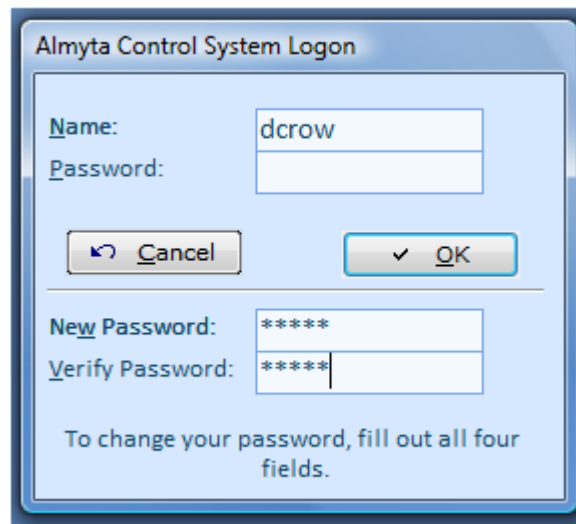 Almyta Control System Logon
Name: dcrow
Password:
Cancel OK
New Password: *****
Verify Password: *****
To change your password, fill out all four
fields.